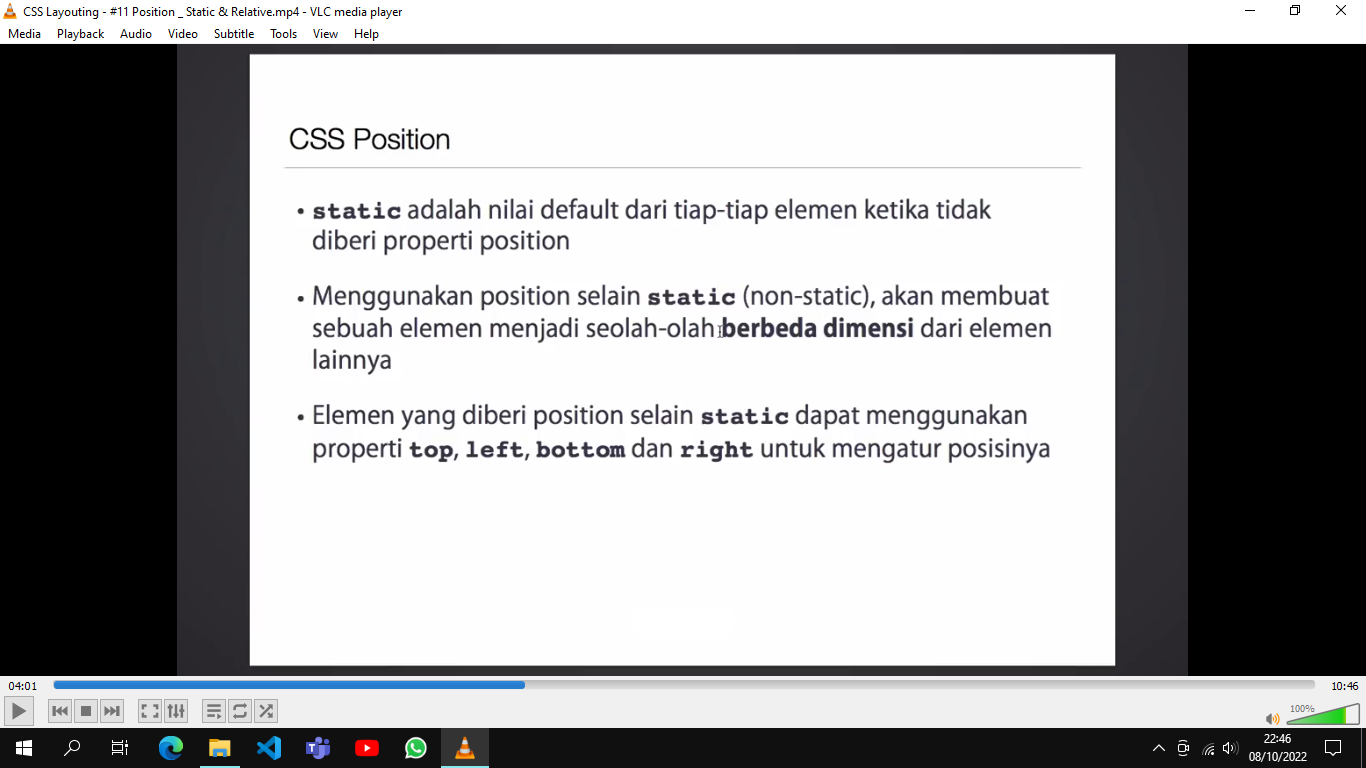 CSS Layouting - #11 Position _ Static & Relative.mp4 - VLC media player
Media Playback Audio Video Subtitle Tools View Help
CSS Position
• static adalah nilai default dari tiap-tiap elemen ketika tidak
diberi properti position
• Menggunakan position selain static (non-static), akan membuat
sebuah elemen menjadi seolah-olah berbeda dimensi dari elemen
lainnya
• Elemen yang diberi position selain static dapat menggunakan
properti top, left, bottom dan right untuk mengatur posisinya
04:01 10:46
100%
22:46
08/10/2022